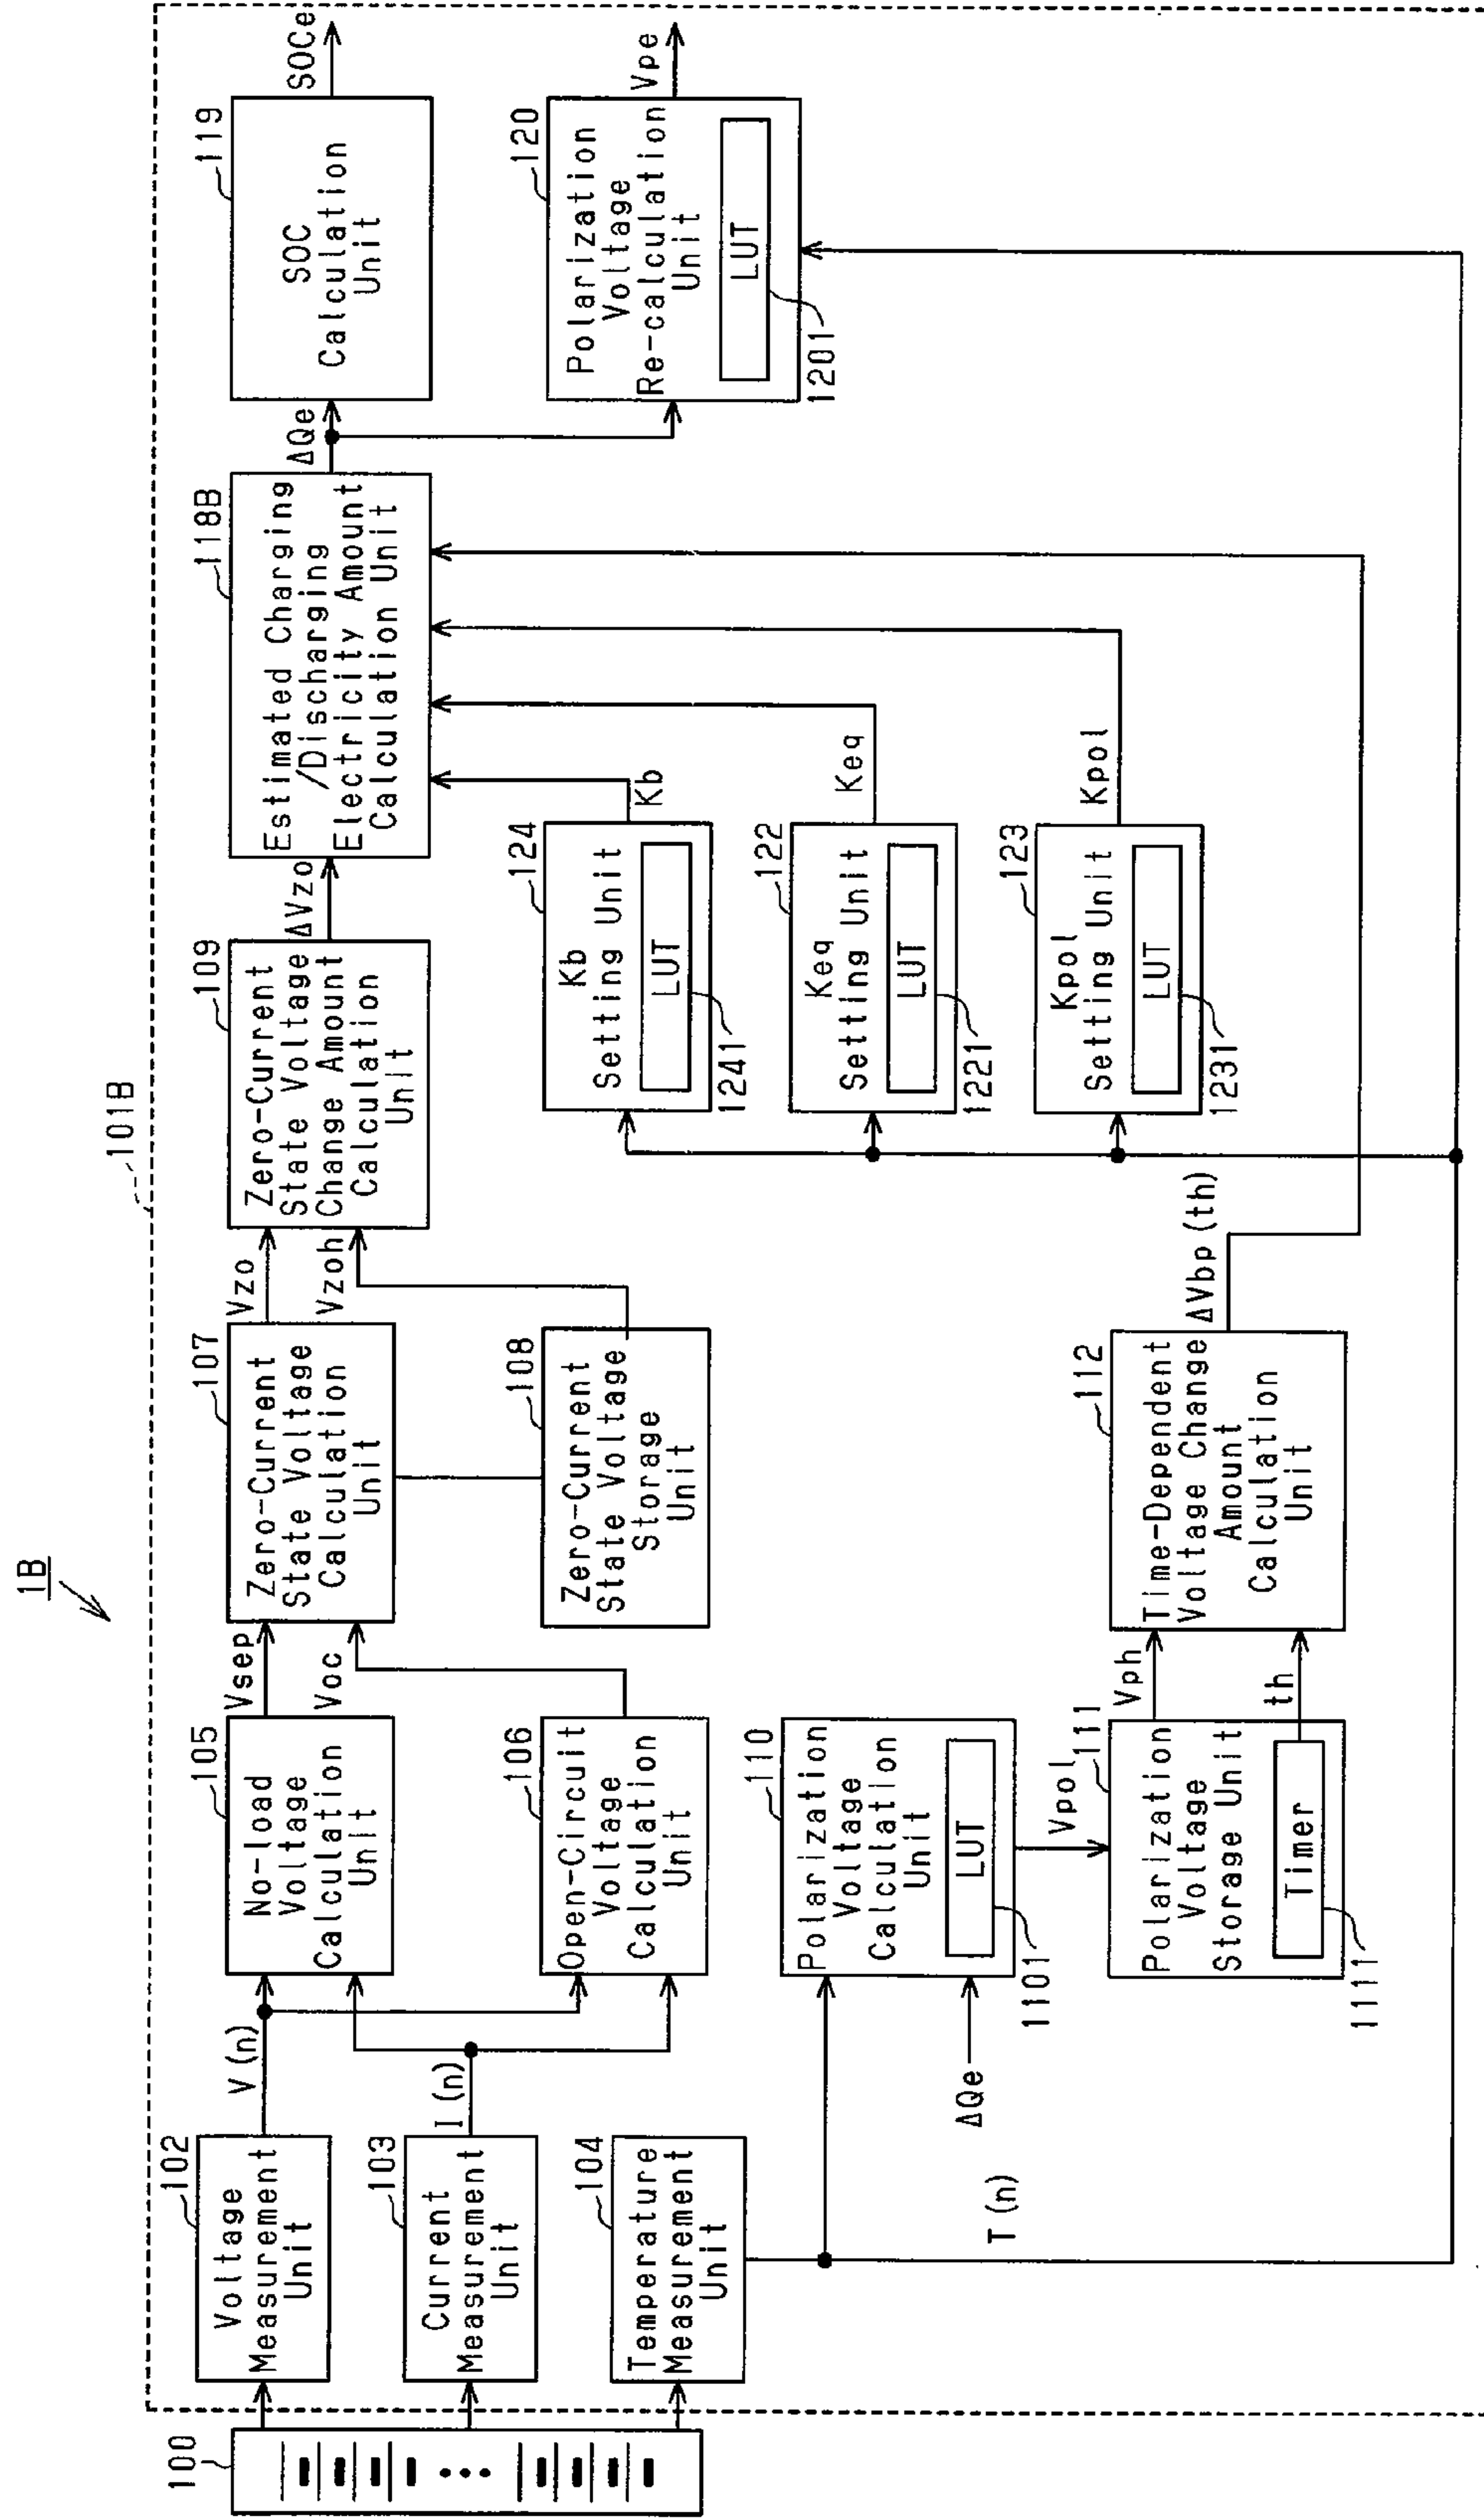 1B
101B
100
102
Voltage
Measurement
Unit
V(n)
103
Current
Measurement
Unit
I(n)
104
Temperature
Measurement
Unit
T(n)
105
No-load
Voltage
Calculation
Unit
Vsep
106
Open-Circuit
Voltage
Calculation
Unit
Voc
107
Zero-Current
State Voltage
Calculation
Unit
Vzo
108
Zero-Current
State Voltage
Storage
Unit
Vzoh
109
Zero-Current
State Voltage
Change Amount
Calculation
Unit
ΔVzo
118B
Estimated Charging
/Discharging
Electricity Amount
Calculation Unit
ΔQe
119
SOC
Calculation
Unit
SOCe
120
Polarization
Voltage
Re-calculation
Unit
LUT
1201
Vpe
ΔQe
110
Polarization
Voltage
Calculation
Unit
LUT
1101
Vpol
111
Polarization
Voltage
Storage Unit
Timer
1111
Vph
th
112
Time-Dependent
Voltage Change
Amount
Calculation
Unit
ΔVbp(th)
124
Kb
Setting Unit
LUT
1241
Kb
122
Keq
Setting Unit
LUT
1221
Keq
123
Kpol
Setting Unit
LUT
1231
Kpol